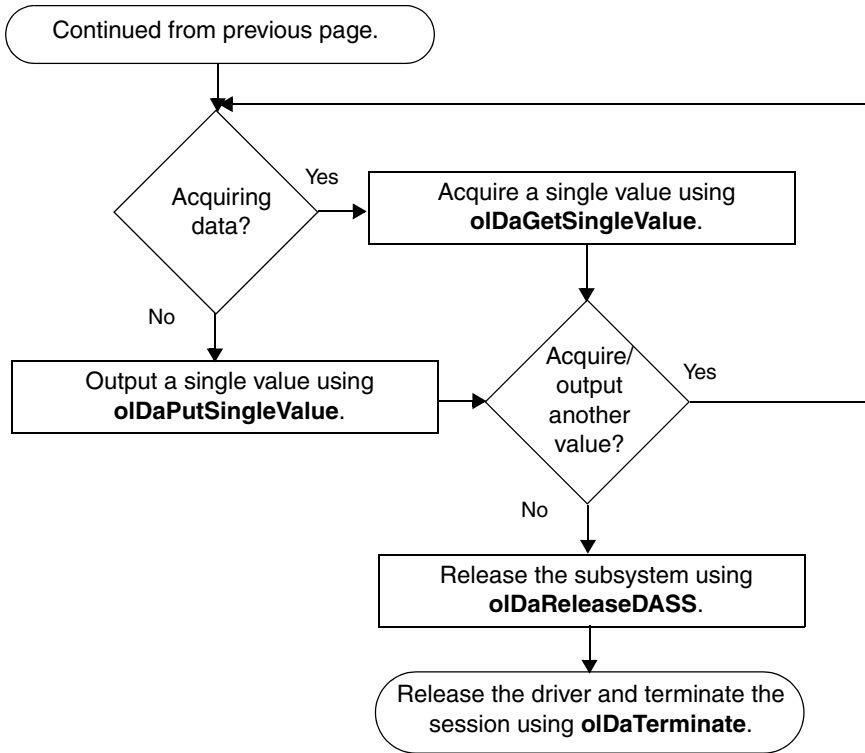 Continued from previous page.
Acquiring
data?
Yes
Acquire a single value using
olDaGetSingleValue.
No
Output a single value using
olDaPutSingleValue.
Acquire/
output
another
value?
Yes
No
Release the subsystem using
olDaReleaseDASS.
Release the driver and terminate the
session using olDaTerminate.